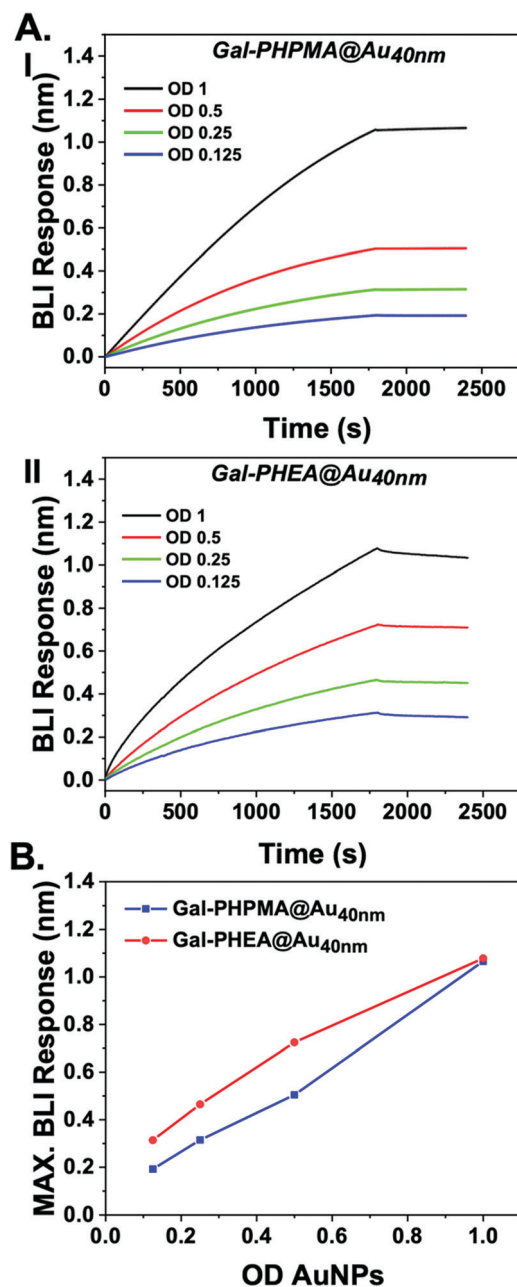 A.
I
Gal-PHPMA@Au40nm
OD 1
OD 0.5
OD 0.25
OD 0.125
BLI Response (nm)
1.4
1.2
1.0
0.8
0.6
0.4
0.2
0.0
0 500 1000 1500 2000 2500
Time (s)
II
Gal-PHEA@Au40nm
OD 1
OD 0.5
OD 0.25
OD 0.125
BLI Response (nm)
1.4
1.2
1.0
0.8
0.6
0.4
0.2
0.0
0 500 1000 1500 2000 2500
Time (s)
B.
Gal-PHPMA@Au40nm
Gal-PHEA@Au40nm
MAX. BLI Response (nm)
1.4
1.2
1.0
0.8
0.6
0.4
0.2
0.0
0.0 0.2 0.4 0.6 0.8 1.0
OD AuNPs